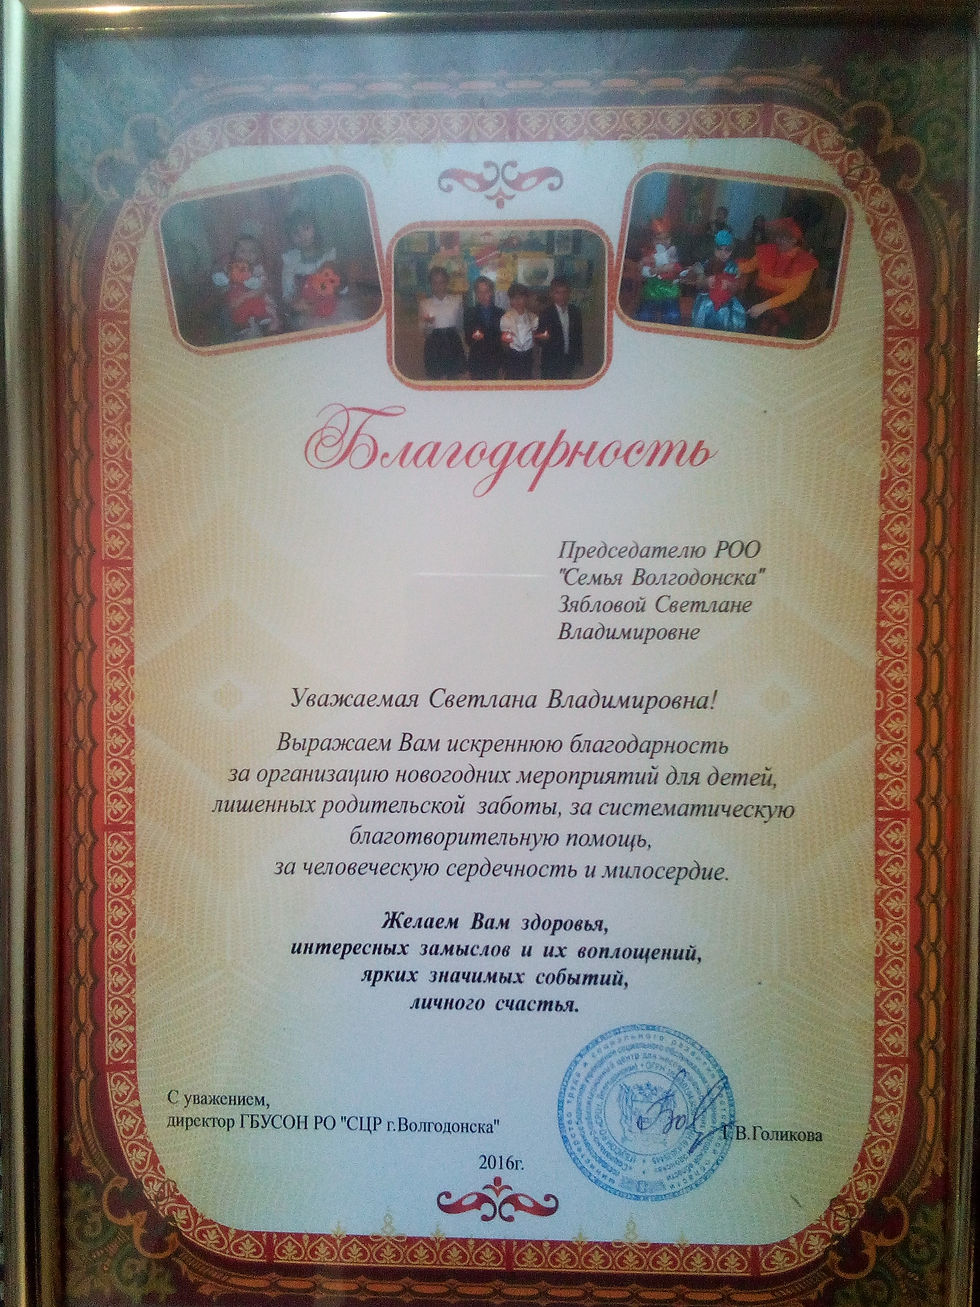 Благодарность
Председателю РОО
"Семья Волгодонска"
Зябловой Светлане
Владимировне
Уважаемая Светлана Владимировна!
Выражаем Вам искреннюю благодарность
за организацию новогодних мероприятий для детей,
лишенных родительской заботы, за систематическую
благотворительную помощь,
за человеческую сердечность и милосердие.
Желаем Вам здоровья,
интересных замыслов и их воплощений,
ярких значимых событий,
личного счастья.
С уважением,
директор ГБУСОН РО "СЦР г.Волгодонска"
В.Голикова
2016г.